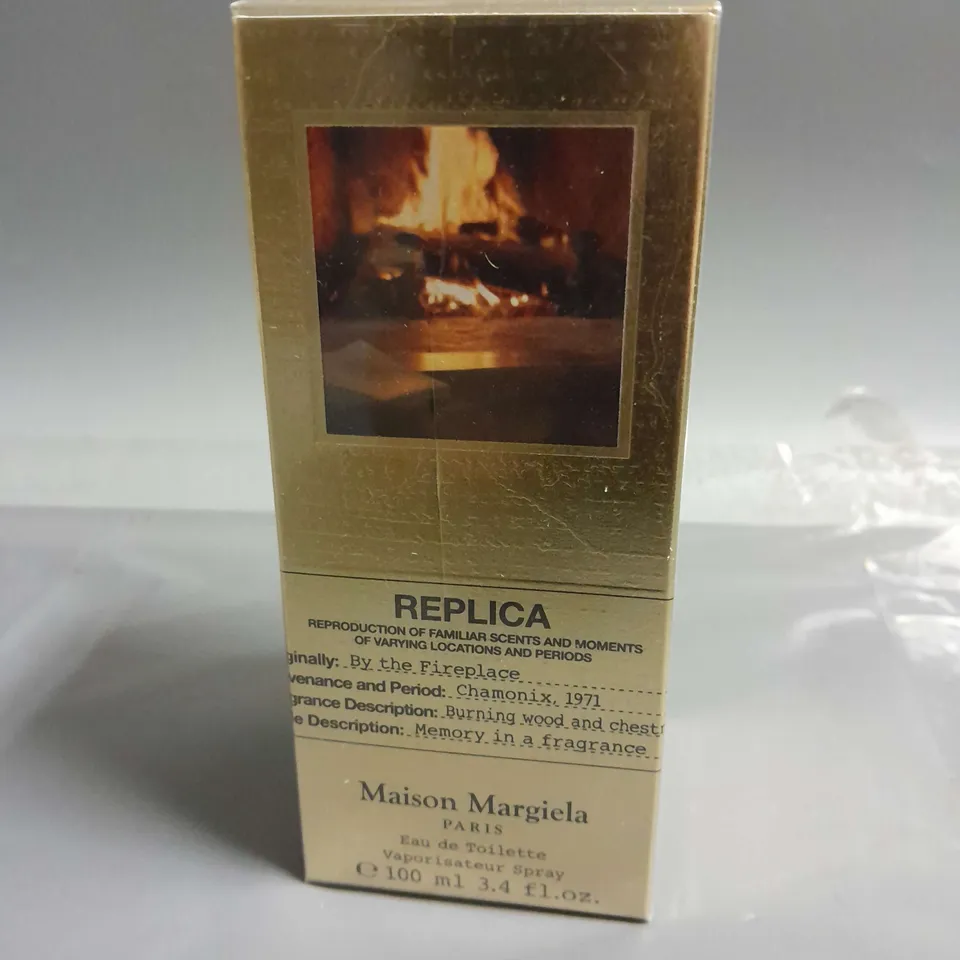 REPLICA
REPRODUCTION OF FAMILIAR SCENTS AND MOMENTS
OF VARYING LOCATIONS AND PERIODS
ginally: By the Fireplace
venance and Period: Chamonix, 1971
grance Description: Burning wood and chest
e Description: Memory in a fragrance
Maison Margiela
PARIS
Eau de Toilette
Vaporisateur Spray
℮ 100 ml 3.4 fl.oz.